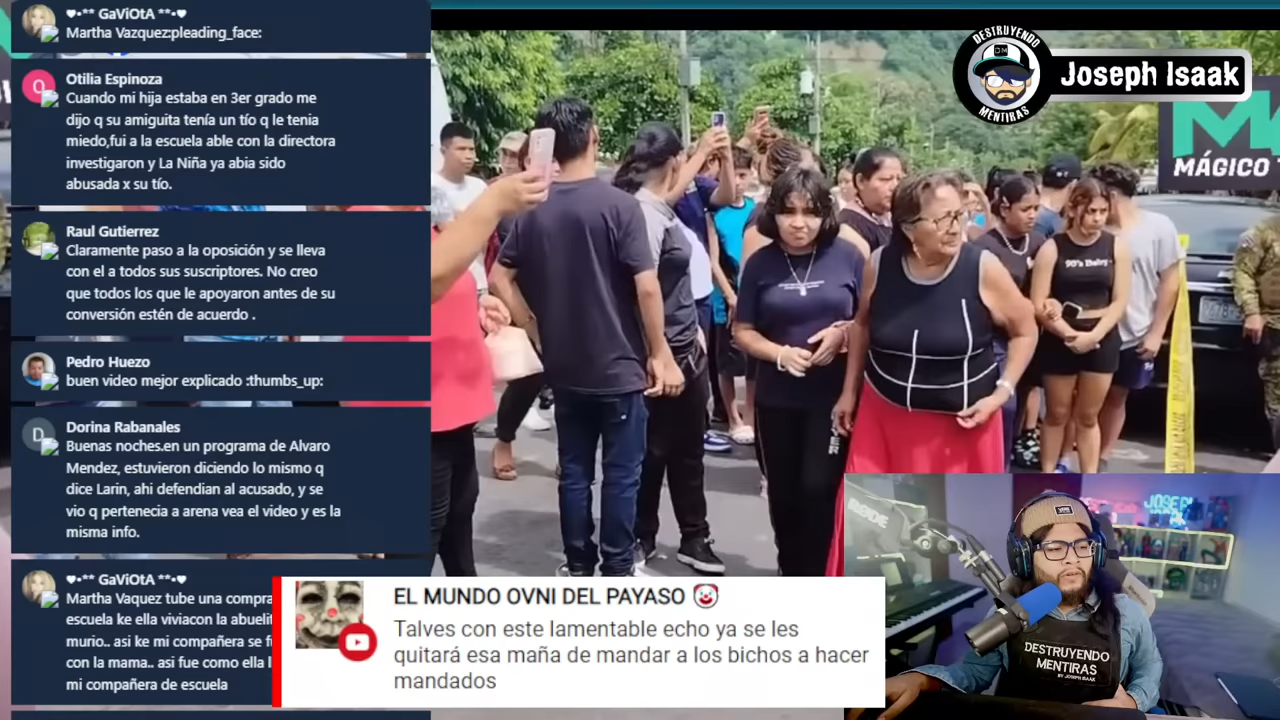 ♥•** GaViOtA **•♥
Martha Vazquez:pleading_face:
Otilia Espinoza
Cuando mi hija estaba en 3er grado me
dijo q su amiguita tenía un tío q le tenia
miedo,fui a la escuela able con la directora
investigaron y La Niña ya abia sido
abusada x su tío.
Raul Gutierrez
Claramente paso a la oposición y se lleva
con el a todos sus suscriptores. No creo
que todos los que le apoyaron antes de su
conversión estén de acuerdo .
Pedro Huezo
buen video mejor explicado :thumbs_up:
D
Dorina Rabanales
Buenas noches.en un programa de Alvaro
Mendez, estuvieron diciendo lo mismo q
dice Larin, ahi defendian al acusado, y se
vio q pertenecia a arena vea el video y es la
misma info.
♥•** GaViOtA **•♥
Martha Vaquez tube una compra
escuela ke ella viviacon la abuelit
murio.. asi ke mi compañera se f
con la mama.. asi fue como ella l
mi compañera de escuela
EL MUNDO OVNI DEL PAYASO 🤡
Talves con este lamentable echo ya se les
quitará esa maña de mandar a los bichos a hacer
mandados
DESTRUYENDO
DM
MENTIRAS
Joseph Isaak
MÁGICO
90's Baby
RODE
JOSEPH
DESTRUYENDO
MENTIRAS
BY JOSEPH ISAAK